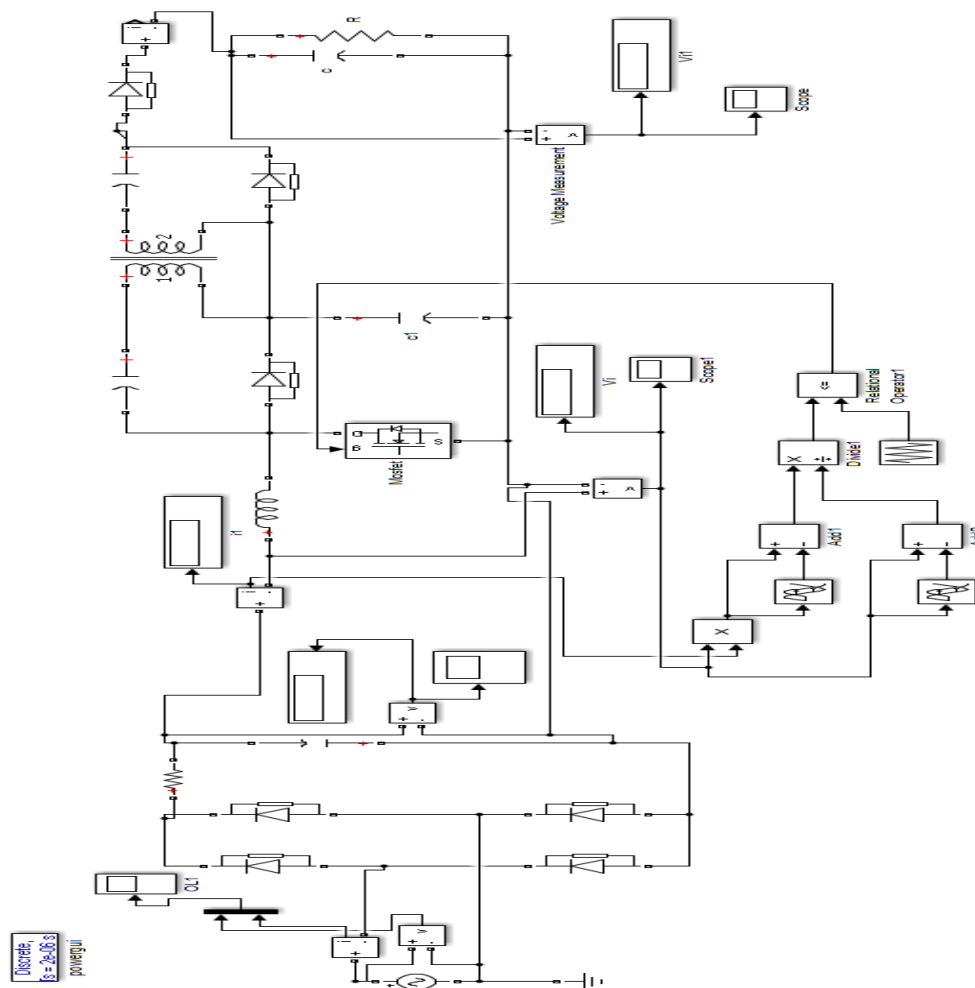 R
c
Vi1
Scope
Voltage Measurement
2
1
c1
Vi
Scope1
<=
Relational
Operator1
X
÷
Divide1
S
Mosfet
i1
+
-
Add1
+
-
X
OL1
Discrete,
Ts = 2e-06 s
powergui